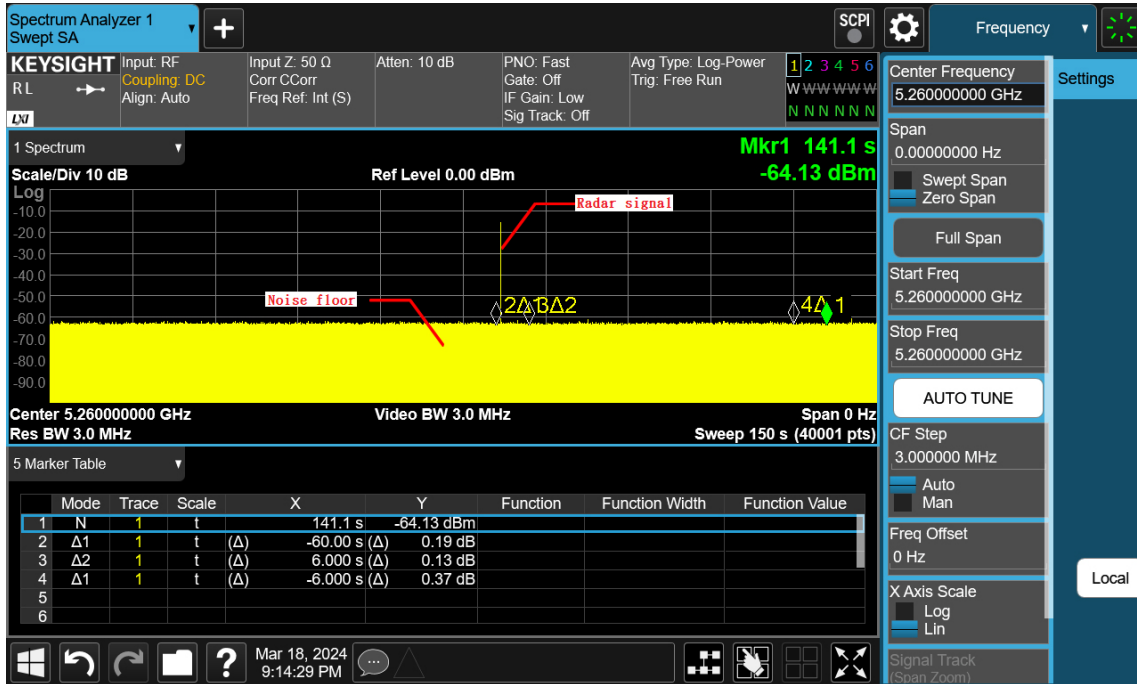 Spectrum Analyzer 1
Swept SA
+
SCPI
Frequency
KEYSIGHT
RL
LXI
Input: RF
Coupling: DC
Align: Auto
Input Z: 50 Ω
Corr CCorr
Freq Ref: Int (S)
Atten: 10 dB
PNO: Fast
Gate: Off
IF Gain: Low
Sig Track: Off
Avg Type: Log-Power
Trig: Free Run
1 2 3 4 5 6
W W W W W W
N N N N N N
1 Spectrum
Mkr1 141.1 s
-64.13 dBm
Scale/Div 10 dB
Ref Level 0.00 dBm
Log
-10.0
-20.0
-30.0
-40.0
-50.0
-60.0
-70.0
-80.0
-90.0
Radar signal
Noise floor
2Δ1
3Δ2
4Δ1
Center 5.260000000 GHz
Video BW 3.0 MHz
Span 0 Hz
Res BW 3.0 MHz
Sweep 150 s (40001 pts)
5 Marker Table
Mode Trace Scale X Y Function Function Width Function Value
1 N 1 t 141.1 s -64.13 dBm
2 Δ1 1 t (Δ) -60.00 s (Δ) 0.19 dB
3 Δ2 1 t (Δ) 6.000 s (Δ) 0.13 dB
4 Δ1 1 t (Δ) -6.000 s (Δ) 0.37 dB
5
6
Center Frequency
5.260000000 GHz
Span
0.00000000 Hz
Swept Span
Zero Span
Full Span
Start Freq
5.260000000 GHz
Stop Freq
5.260000000 GHz
AUTO TUNE
CF Step
3.000000 MHz
Auto
Man
Freq Offset
0 Hz
X Axis Scale
Log
Lin
Signal Track
(Span Zoom)
Settings
Local
?
Mar 18, 2024
9:14:29 PM